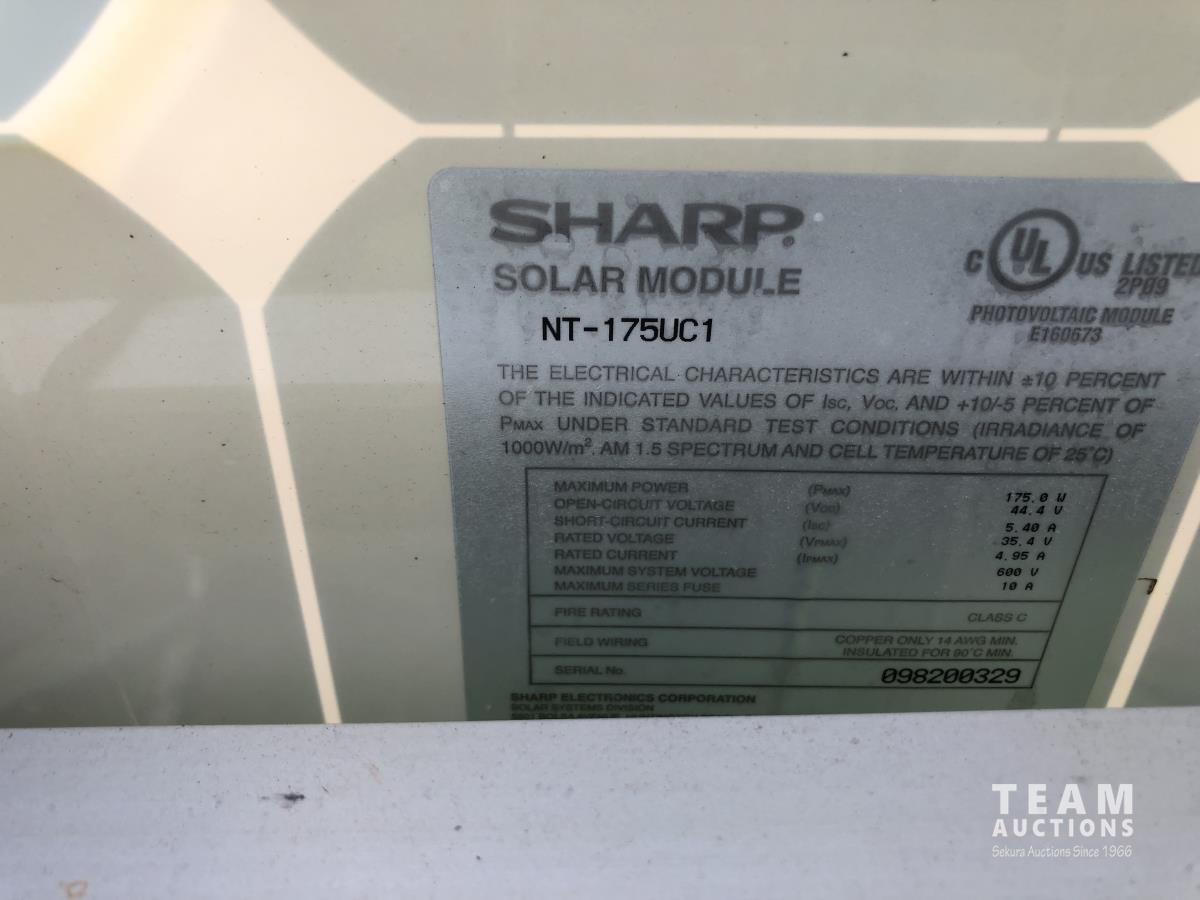 SHARP.
SOLAR MODULE
NT-175UC1
C UL US LISTED
2P09
PHOTOVOLTAIC MODULE
E160673
THE ELECTRICAL CHARACTERISTICS ARE WITHIN ±10 PERCENT
OF THE INDICATED VALUES OF Isc, Voc, AND +10/-5 PERCENT OF
PMAX UNDER STANDARD TEST CONDITIONS (IRRADIANCE OF
1000W/m², AM 1.5 SPECTRUM AND CELL TEMPERATURE OF 25°C)
MAXIMUM POWER (PMAX) 175.0 W
OPEN-CIRCUIT VOLTAGE (VOC) 44.4 V
SHORT-CIRCUIT CURRENT (ISC) 5.40 A
RATED VOLTAGE (VPMAX) 35.4 V
RATED CURRENT (IPMAX) 4.95 A
MAXIMUM SYSTEM VOLTAGE 600 V
MAXIMUM SERIES FUSE 10 A
FIRE RATING CLASS C
FIELD WIRING COPPER ONLY 14 AWG MIN.
INSULATED FOR 90°C MIN.
SERIAL No. 098200329
SHARP ELECTRONICS CORPORATION
SOLAR SYSTEMS DIVISION
TEAM
AUCTIONS
Sekura Auctions Since 1966